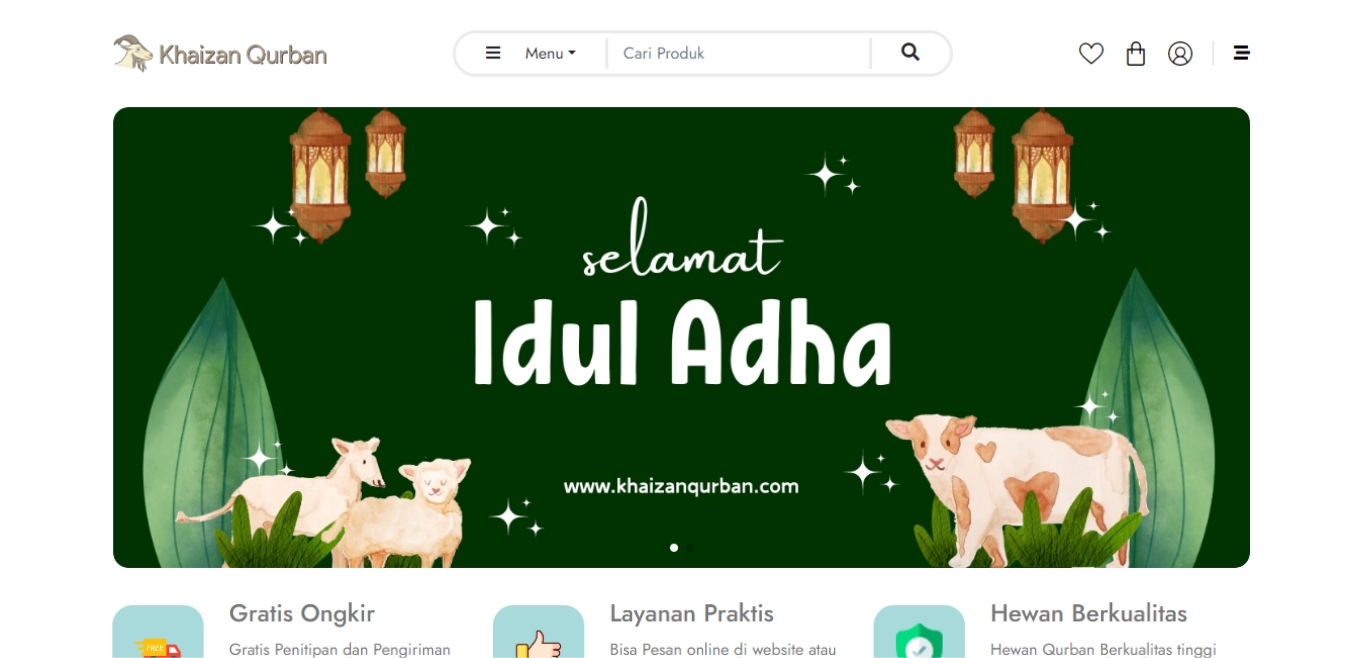 Khaizan Qurban
Menu
Cari Produk
selamat
Idul Adha
www.khaizanqurban.com
Gratis Ongkir
Layanan Praktis
Hewan Berkualitas
FREE
Gratis Penitipan dan Pengiriman
Bisa Pesan online di website atau
Hewan Qurban Berkualitas tinggi